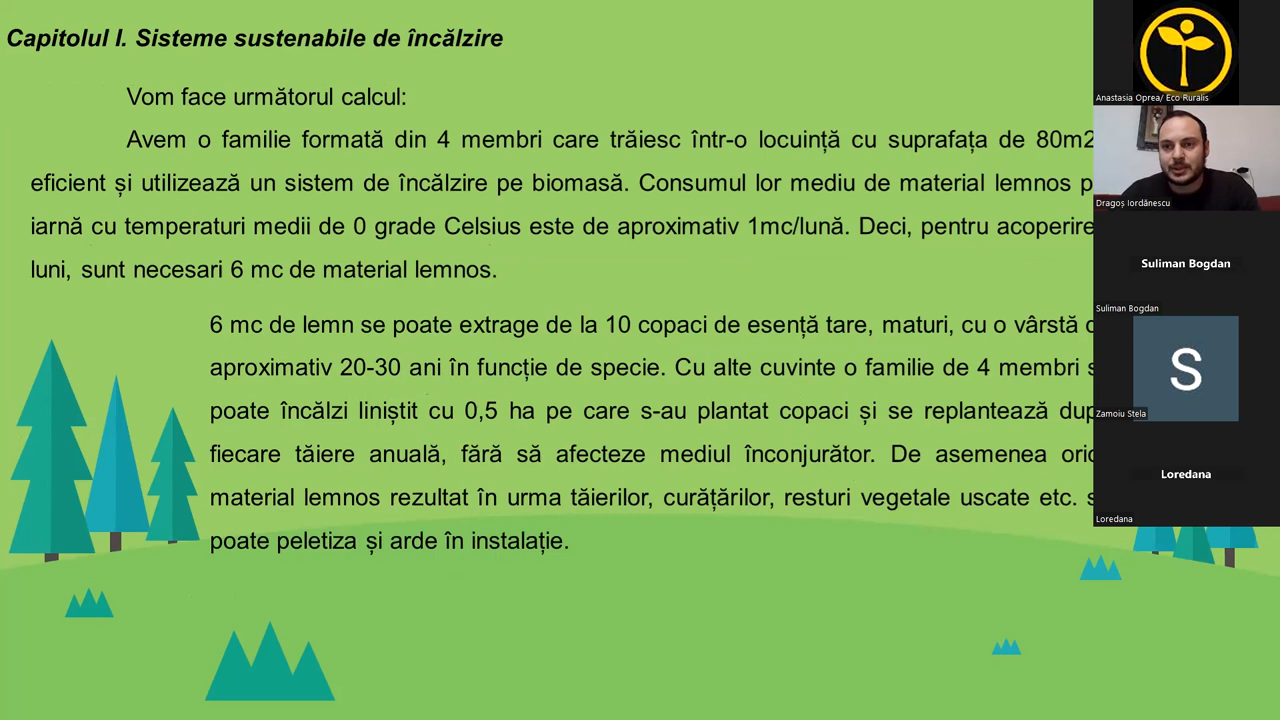 Capitolul I. Sisteme sustenabile de încălzire
Vom face următorul calcul:
Avem o familie formată din 4 membri care trăiesc într-o locuință cu suprafața de 80m2
eficient și utilizează un sistem de încălzire pe biomasă. Consumul lor mediu de material lemnos p
iarnă cu temperaturi medii de 0 grade Celsius este de aproximativ 1mc/lună. Deci, pentru acoperire
luni, sunt necesari 6 mc de material lemnos.
6 mc de lemn se poate extrage de la 10 copaci de esență tare, maturi, cu o vârstă
aproximativ 20-30 ani în funcție de specie. Cu alte cuvinte o familie de 4 membri s
poate încălzi liniștit cu 0,5 ha pe care s-au plantat copaci și se replantează dup
fiecare tăiere anuală, fără să afecteze mediul înconjurător. De asemenea oric
material lemnos rezultat în urma tăierilor, curățărilor, resturi vegetale uscate etc. s
poate peletiza și arde în instalație.
Anastasia Oprea/ Eco Ruralis
Dragoș Iordănescu
Suliman Bogdan
Suliman Bogdan
S
Zamoiu Stela
Loredana
Loredana